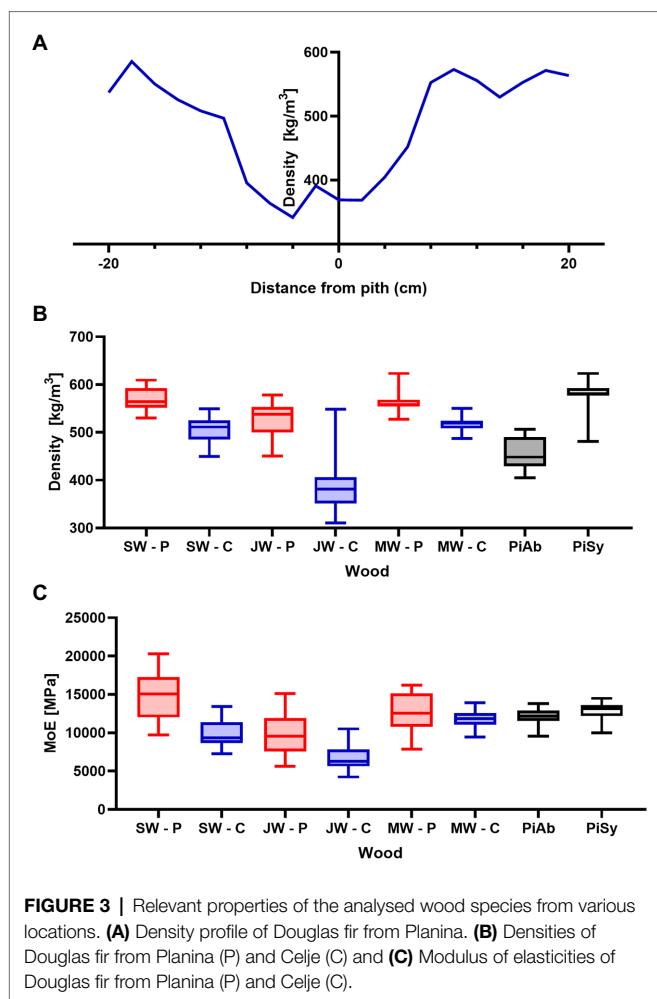 A
600
500
400
Density [kg/m³]
-20
0
20
Distance from pith (cm)
B
700
600
500
400
300
Density [kg/m³]
SW - P SW - C JW - P JW - C MW - P MW - C PiAb PiSy
Wood
C
25000
20000
15000
10000
5000
0
MoE [MPa]
SW - P SW - C JW - P JW - C MW - P MW - C PiAb PiSy
Wood
FIGURE 3 | Relevant properties of the analysed wood species from various
locations. (A) Density profile of Douglas fir from Planina. (B) Densities of
Douglas fir from Planina (P) and Celje (C) and (C) Modulus of elasticities of
Douglas fir from Planina (P) and Celje (C).